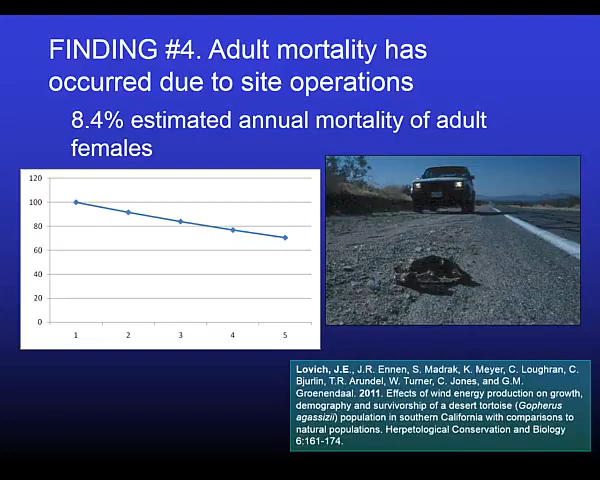 FINDING #4. Adult mortality has
occurred due to site operations
8.4% estimated annual mortality of adult
females
120
100
80
60
40
20
0
1 2 3 4 5
Lovich, J.E., J.R. Ennen, S. Madrak, K. Meyer, C. Loughran, C.
Bjurlin, T.R. Arundel, W. Turner, C. Jones, and G.M.
Groenendaal. 2011. Effects of wind energy production on growth,
demography and survivorship of a desert tortoise (Gopherus
agassizii) population in southern California with comparisons to
natural populations. Herpetological Conservation and Biology
6:161-174.